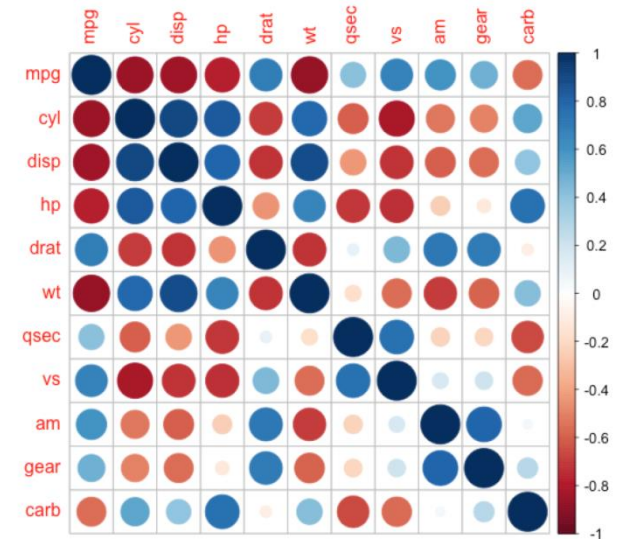 mpg cyl disp hp drat wt qsec vs am gear carb
mpg
cyl
disp
hp
drat
wt
qsec
vs
am
gear
carb
1
0.8
0.6
0.4
0.2
0
-0.2
-0.4
-0.6
-0.8
-1